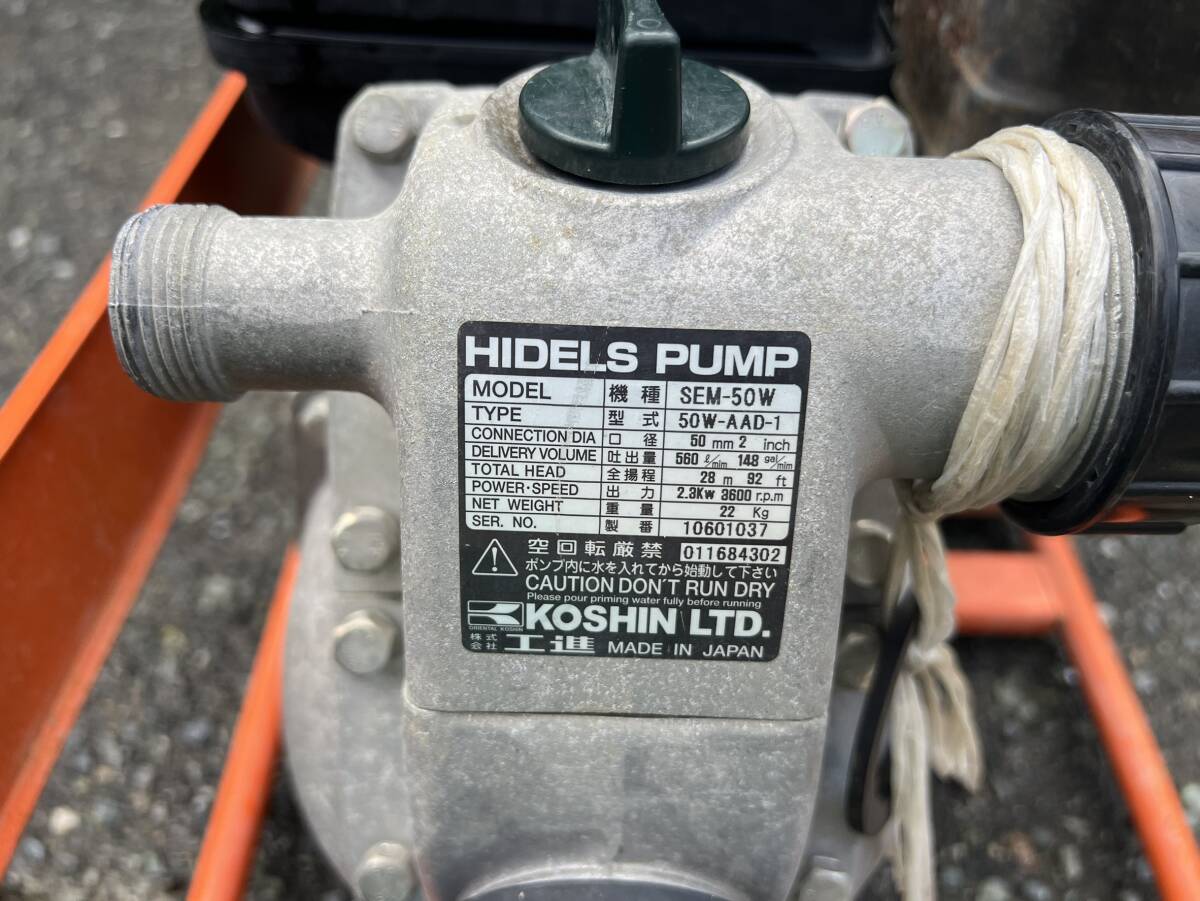 HIDELS PUMP
MODEL 機種 SEM-50W
TYPE 型式 50W-AAD-1
CONNECTION DIA 口径 50 mm 2 inch
DELIVERY VOLUME 吐出量 560 ℓ/min 148 gal/min
TOTAL HEAD 全揚程 28 m 92 ft
POWER・SPEED 出力 2.3Kw 3600 r.p.m
NET WEIGHT 重量 22 Kg
SER. NO. 製番 10601037
空回転厳禁 011684302
ポンプ内に水を入れてから始動して下さい
CAUTION DON'T RUN DRY
Please pour priming water fully before running
ORIENTAL KOSHIN KOSHIN LTD.
株式会社 工進 MADE IN JAPAN